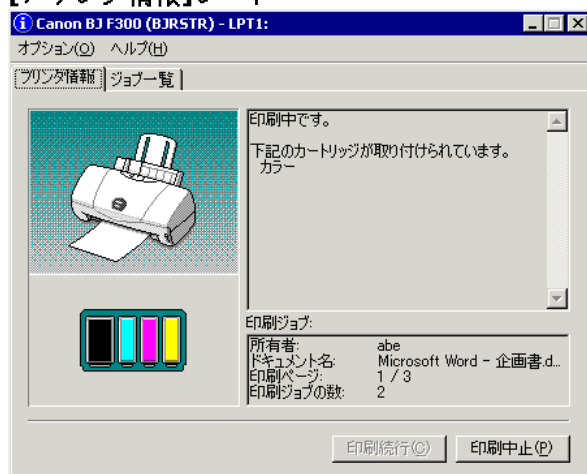 Canon BJ F300 (BJRSTR) - LPT1:
オプション(O) ヘルプ(H)
プリンタ情報 ジョブ一覧
印刷中です。
下記のカートリッジが取り付けられています。
カラー
印刷ジョブ:
所有者: abe
ドキュメント名: Microsoft Word - 企画書.d...
印刷ページ: 1 / 3
印刷ジョブの数: 2
印刷続行(C) 印刷中止(P)